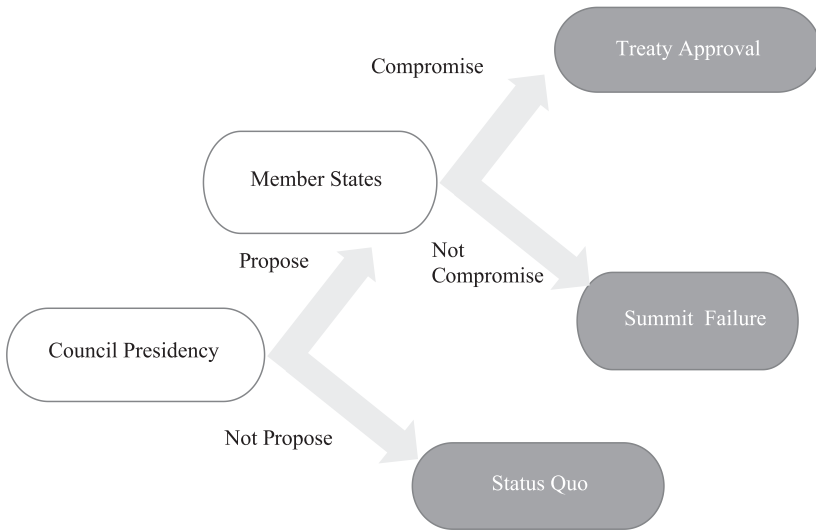 Treaty Approval
Compromise
Member States
Not
Compromise
Propose
Summit Failure
Council Presidency
Not Propose
Status Quo